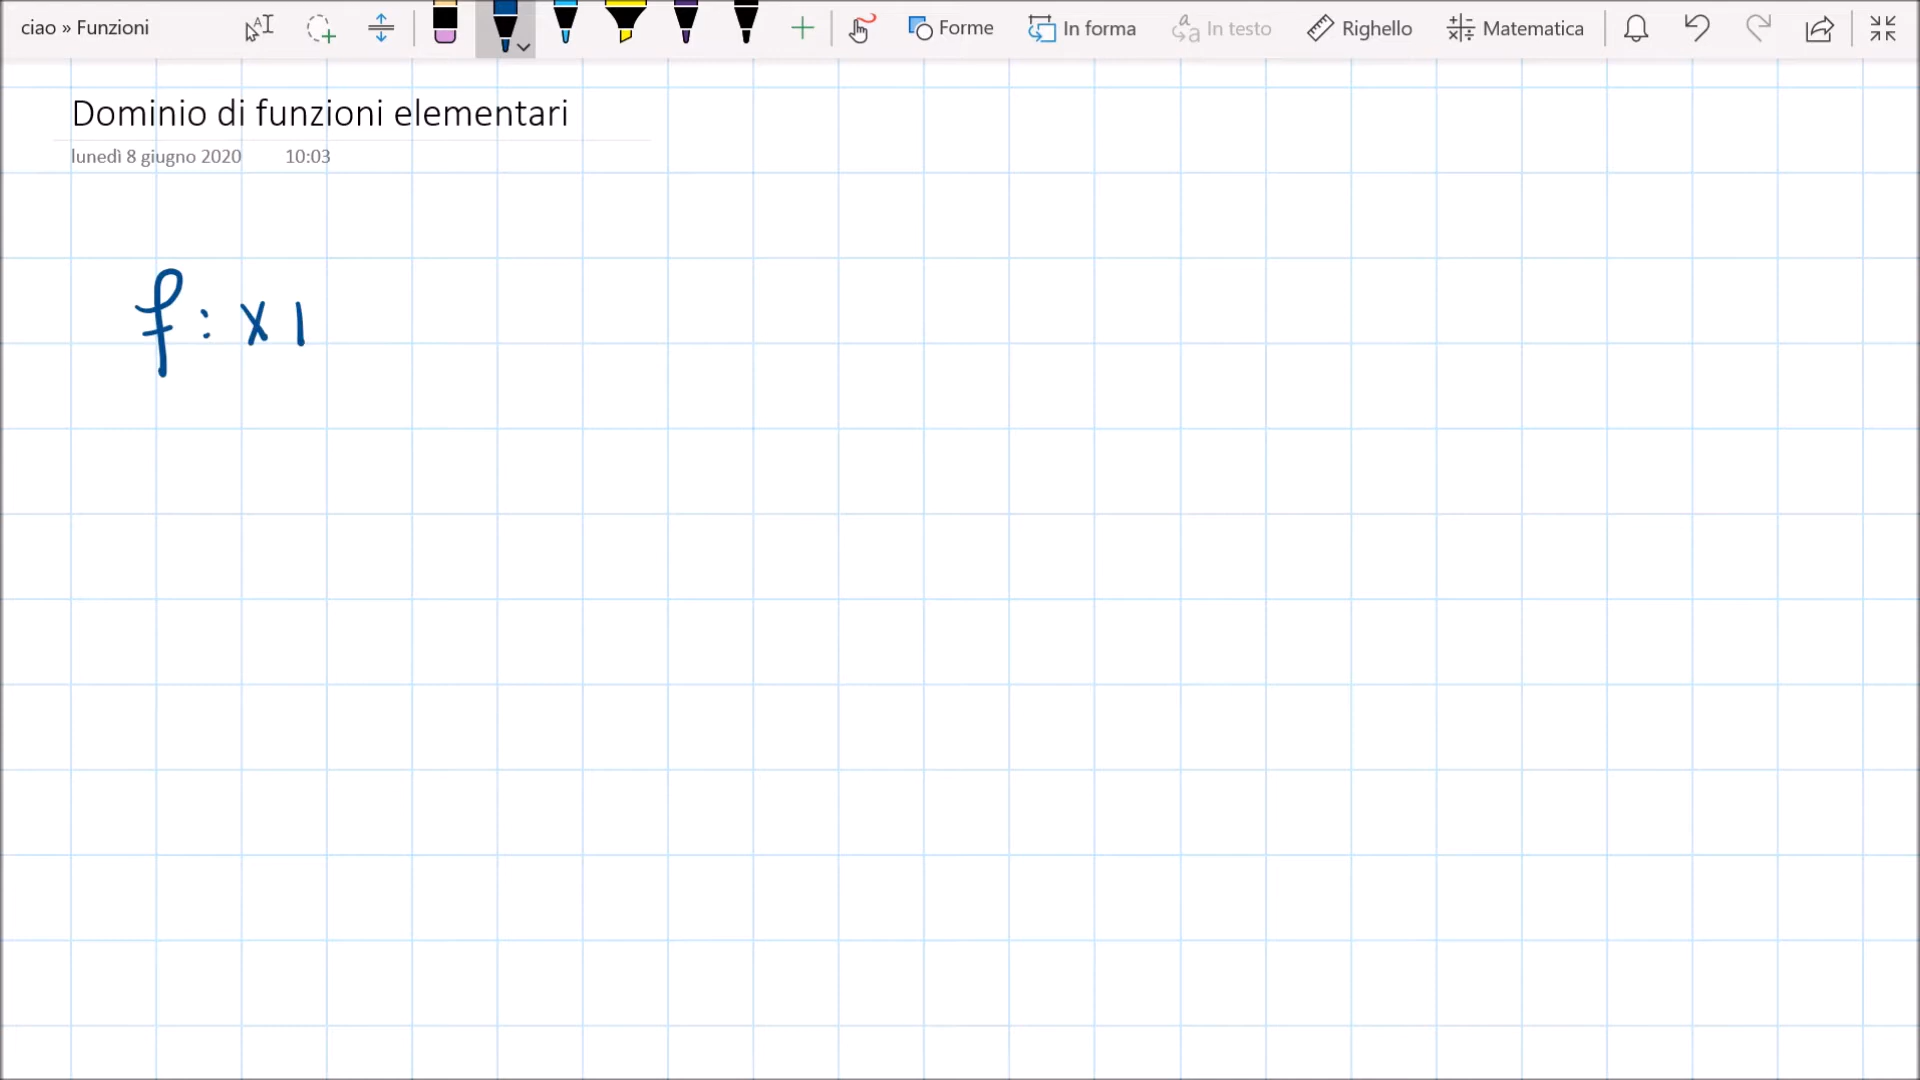 ciao » Funzioni
Forme
In forma
In testo
Righello
Matematica
Dominio di funzioni elementari
lunedì 8 giugno 2020 10:03
f: x |